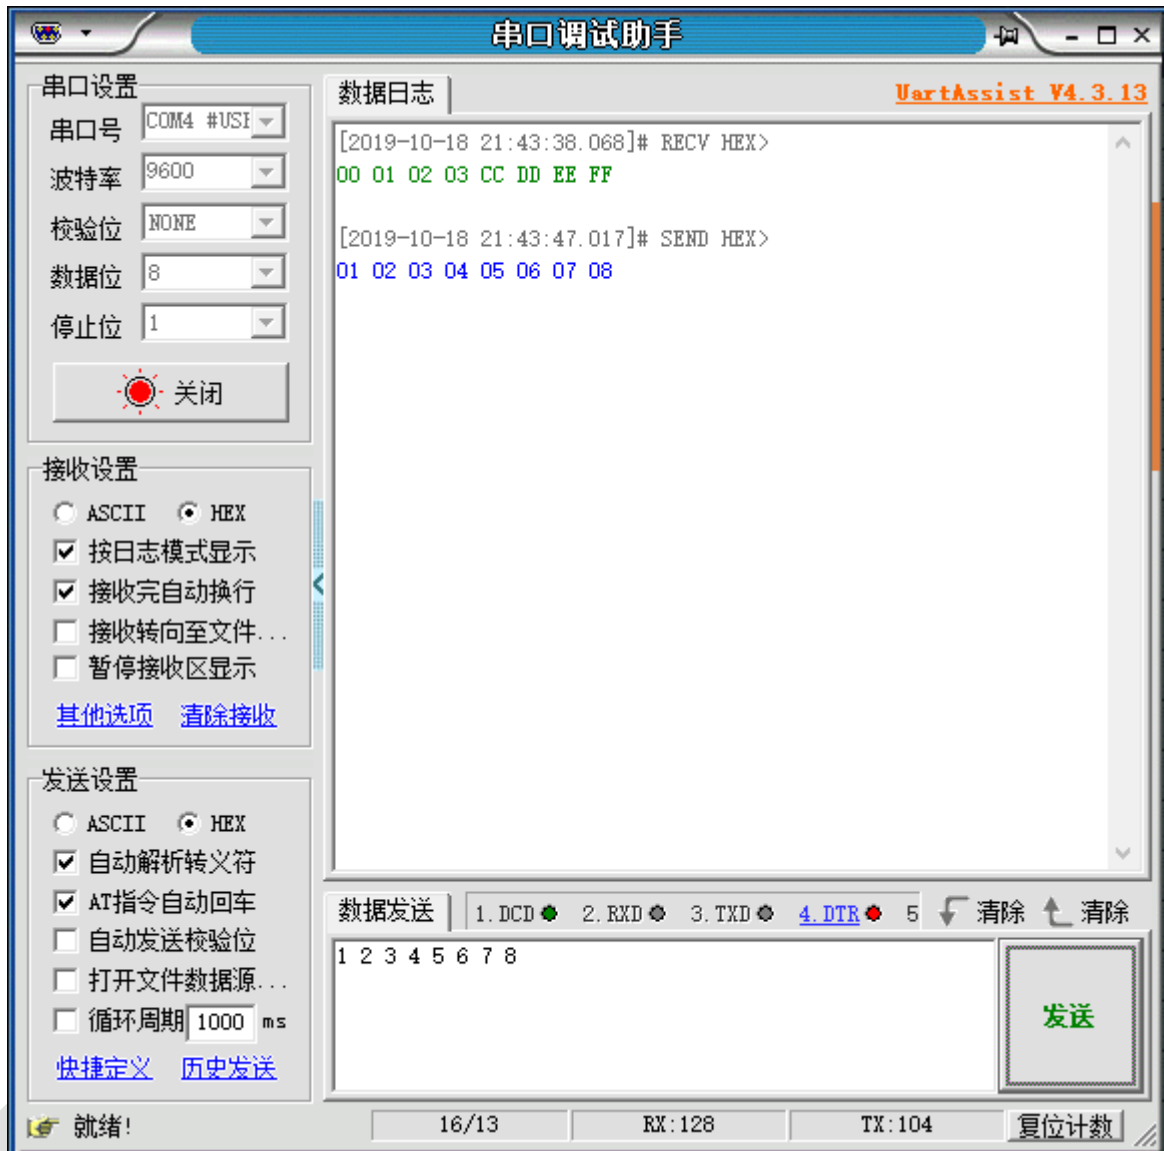 串口调试助手
串口设置
串口号 COM4 #USB
波特率 9600
校验位 NONE
数据位 8
停止位 1
关闭
接收设置
ASCII HEX
按日志模式显示
接收完自动换行
接收转向至文件...
暂停接收区显示
其他选项 清除接收
发送设置
ASCII HEX
自动解析转义符
AT指令自动回车
自动发送校验位
打开文件数据源...
循环周期 1000 ms
快捷定义 历史发送
数据日志 UartAssist V4.3.13
[2019-10-18 21:43:38.068]# RECV HEX>
00 01 02 03 CC DD EE FF
[2019-10-18 21:43:47.017]# SEND HEX>
01 02 03 04 05 06 07 08
数据发送 1.DCD 2.RXD 3.TXD 4.DTR 5 清除 清除
1 2 3 4 5 6 7 8
发送
就绪! 16/13 RX:128 TX:104 复位计数